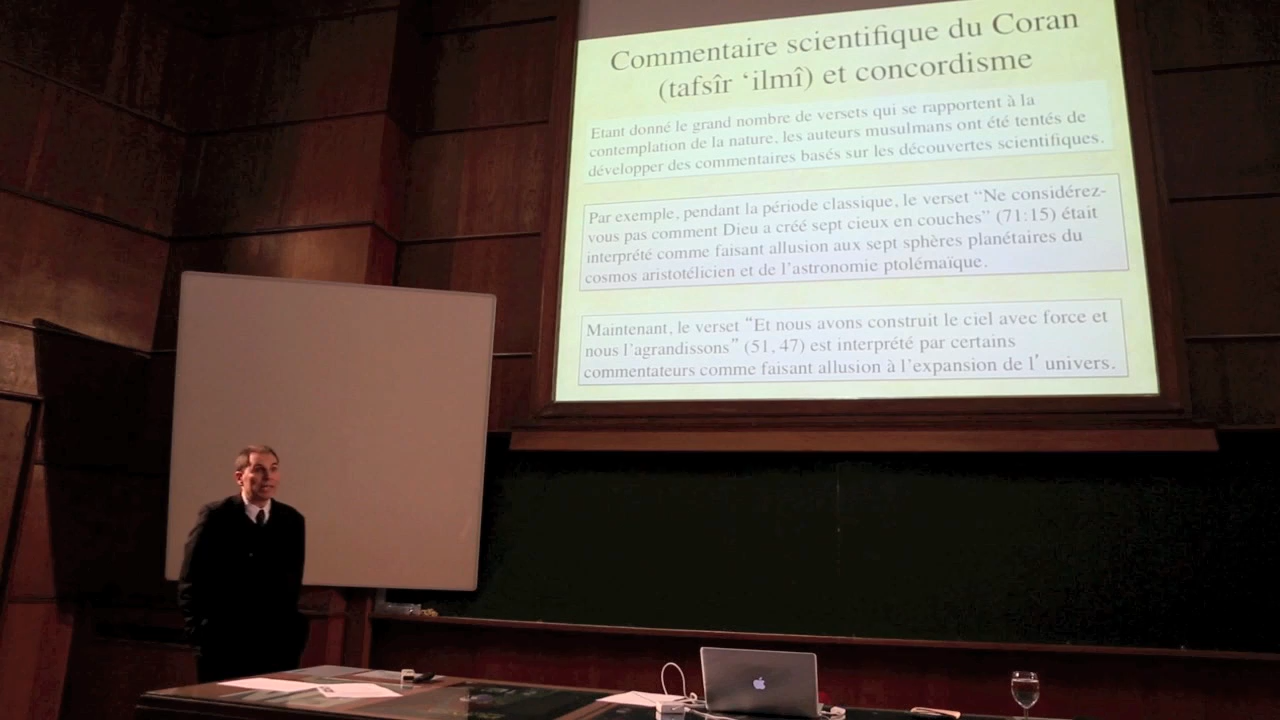 Commentaire scientifique du Coran
(tafsîr ‘ilmî) et concordisme
Etant donné le grand nombre de versets qui se rapportent à la
contemplation de la nature, les auteurs musulmans ont été tentés de
développer des commentaires basés sur les découvertes scientifiques.
Par exemple, pendant la période classique, le verset “Ne considérez-
vous pas comment Dieu a créé sept cieux en couches” (71:15) était
interprété comme faisant allusion aux sept sphères planétaires du
cosmos aristotélicien et de l’astronomie ptolémaïque.
Maintenant, le verset “Et nous avons construit le ciel avec force et
nous l’agrandissons” (51, 47) est interprété par certains
commentateurs comme faisant allusion à l’expansion de l’ univers.